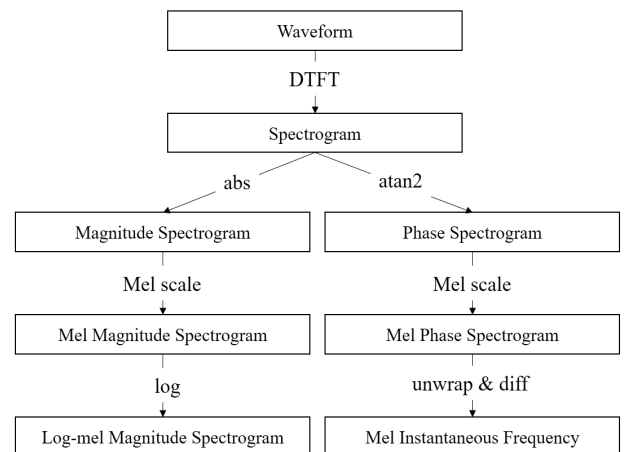 Waveform
DTFT
Spectrogram
abs
atan2
Magnitude Spectrogram
Phase Spectrogram
Mel scale
Mel scale
Mel Magnitude Spectrogram
Mel Phase Spectrogram
log
unwrap & diff
Log-mel Magnitude Spectrogram
Mel Instantaneous Frequency